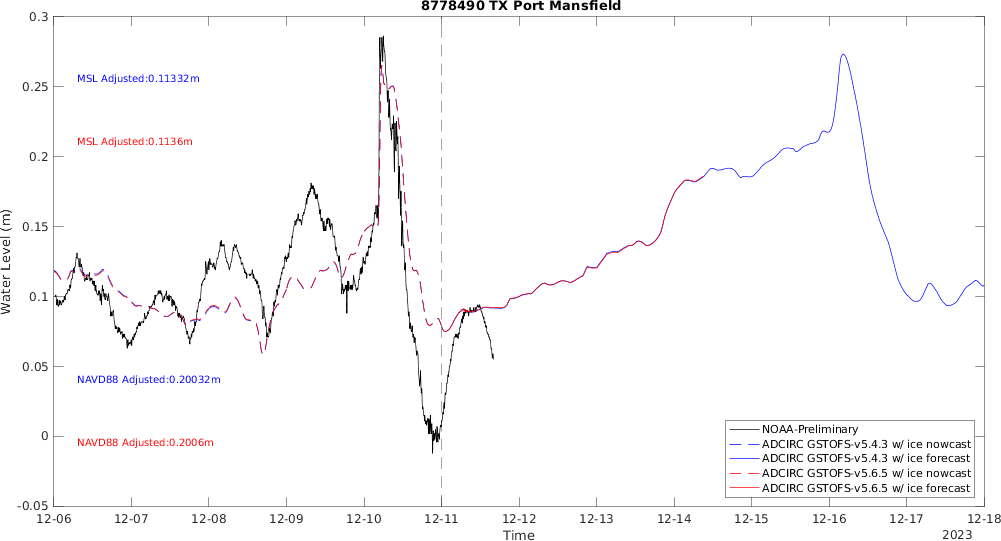 8778490 TX Port Mansfield
0.3
0.25
0.2
0.15
0.1
0.05
0
-0.05
Water Level (m)
MSL Adjusted:0.11332m
MSL Adjusted:0.1136m
NAVD88 Adjusted:0.20032m
NAVD88 Adjusted:0.2006m
NOAA-Preliminary
ADCIRC GSTOFS-v5.4.3 w/ ice nowcast
ADCIRC GSTOFS-v5.4.3 w/ ice forecast
ADCIRC GSTOFS-v5.6.5 w/ ice nowcast
ADCIRC GSTOFS-v5.6.5 w/ ice forecast
12-06 12-07 12-08 12-09 12-10 12-11 12-12 12-13 12-14 12-15 12-16 12-17 12-18
Time
2023